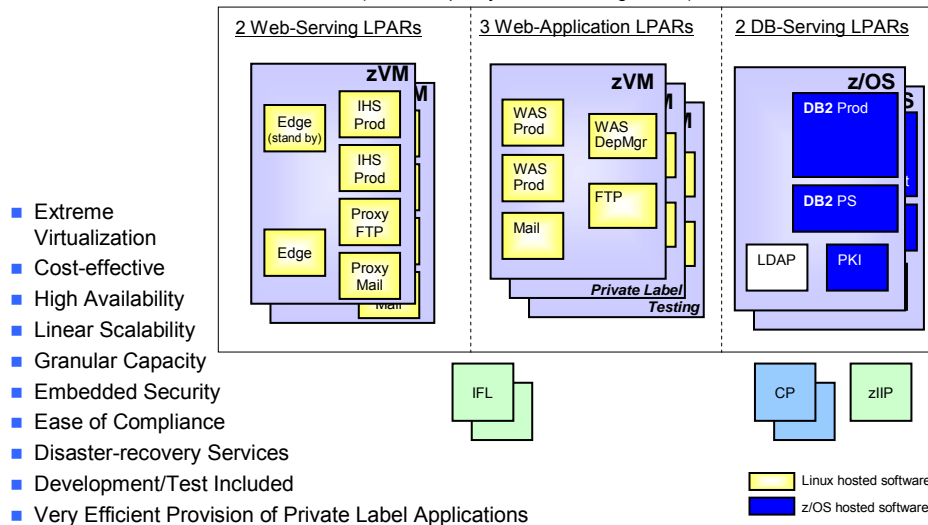 2 Web-Serving LPARs
3 Web-Application LPARs
2 DB-Serving LPARs
zVM
M
Edge
(stand by)
IHS
Prod
IHS
Prod
Edge
Proxy
FTP
Proxy
Mail
Mail
zVM
M
M
WAS
Prod
WAS
DepMgr
WAS
Prod
FTP
Mail
Private Label
Testing
z/OS
S
DB2 Prod
t
DB2 PS
LDAP
PKI
Extreme
Virtualization
Cost-effective
High Availability
Linear Scalability
Granular Capacity
Embedded Security
Ease of Compliance
Disaster-recovery Services
Development/Test Included
Very Efficient Provision of Private Label Applications
IFL
CP
zIIP
Linux hosted software
z/OS hosted software